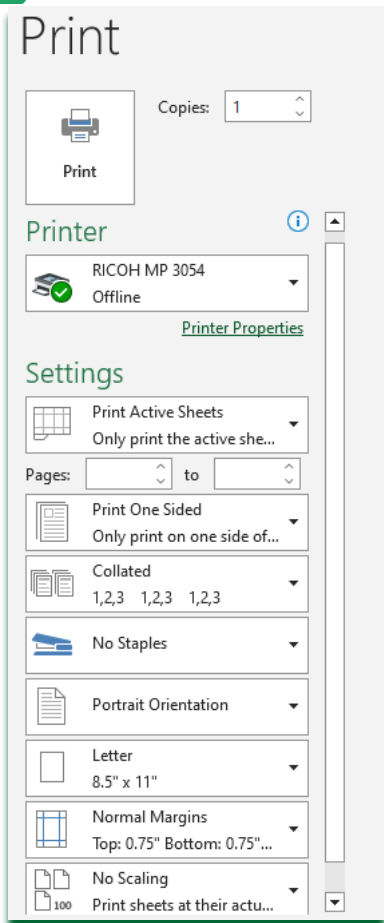 Print
Copies: 1
Print
Printer
RICOH MP 3054
Offline
Printer Properties
Settings
Print Active Sheets
Only print the active she...
Pages: to
Print One Sided
Only print on one side of...
Collated
1,2,3 1,2,3 1,2,3
No Staples
Portrait Orientation
Letter
8.5" x 11"
Normal Margins
Top: 0.75" Bottom: 0.75"...
No Scaling
100 Print sheets at their actu...